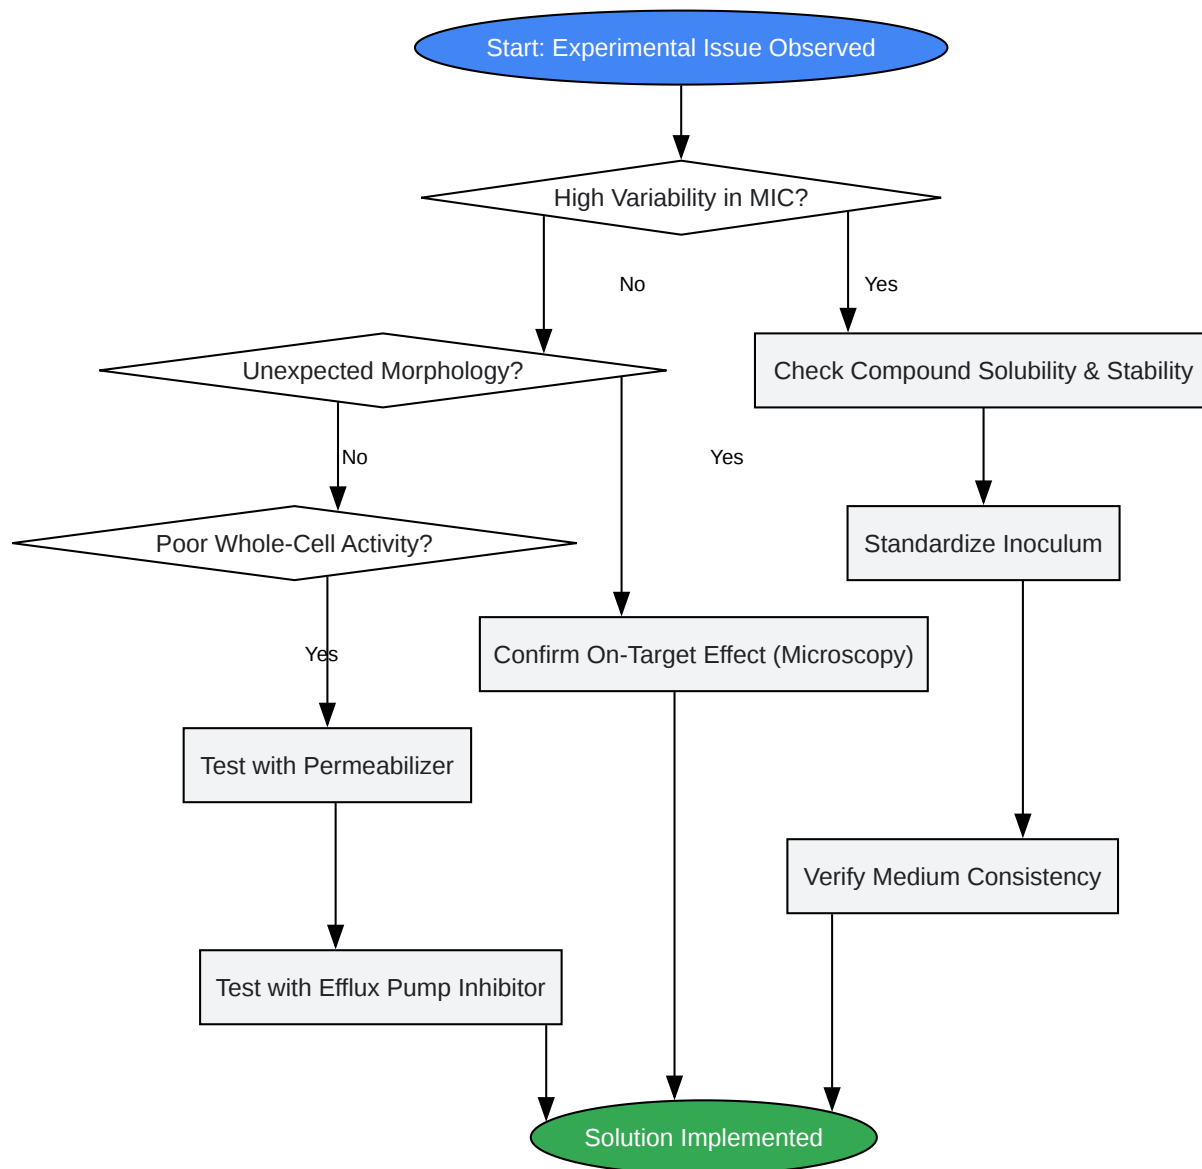 Start: Experimental Issue Observed
High Variability in MIC?
No
Yes
Unexpected Morphology?
Check Compound Solubility & Stability
No
Yes
Poor Whole-Cell Activity?
Standardize Inoculum
Yes
Confirm On-Target Effect (Microscopy)
Test with Permeabilizer
Verify Medium Consistency
Test with Efflux Pump Inhibitor
Solution Implemented